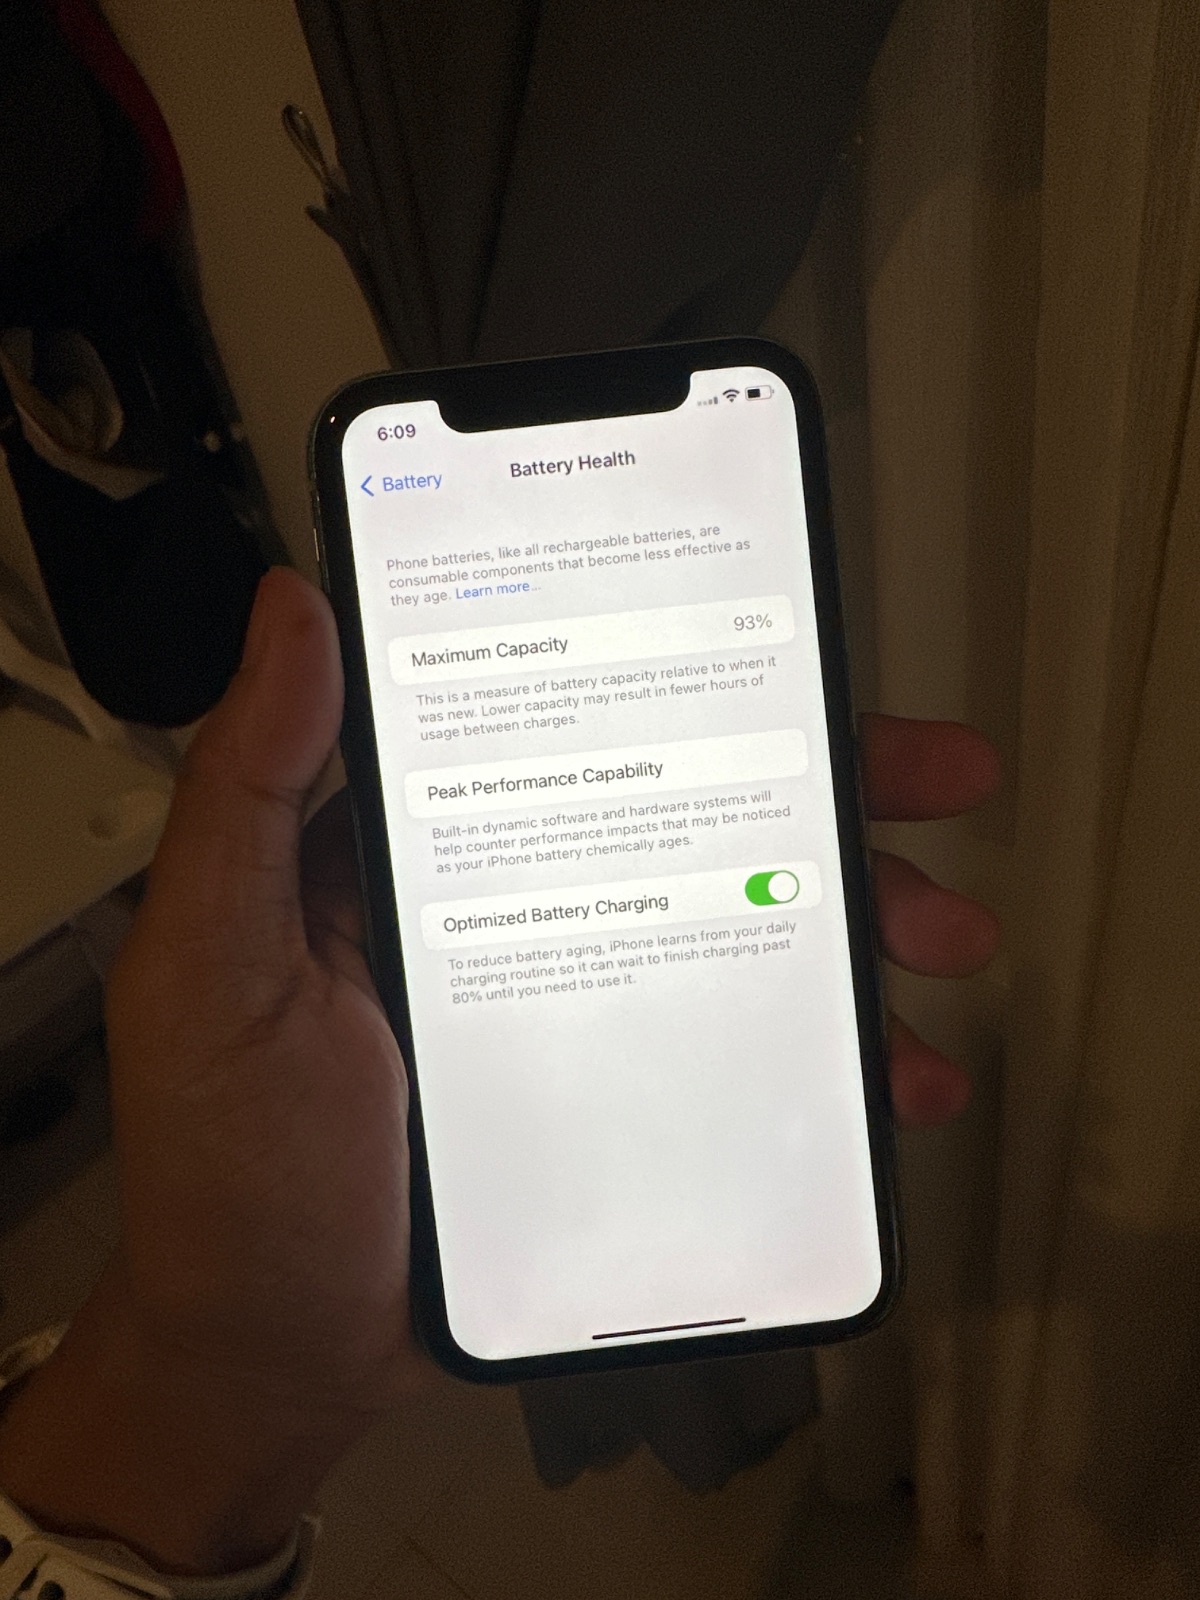 6:09
Battery
Battery Health
Phone batteries, like all rechargeable batteries, are
consumable components that become less effective as
they age. Learn more...
Maximum Capacity
93%
This is a measure of battery capacity relative to when it
was new. Lower capacity may result in fewer hours of
usage between charges.
Peak Performance Capability
Built-in dynamic software and hardware systems will
help counter performance impacts that may be noticed
as your iPhone battery chemically ages.
Optimized Battery Charging
To reduce battery aging, iPhone learns from your daily
charging routine so it can wait to finish charging past
80% until you need to use it.